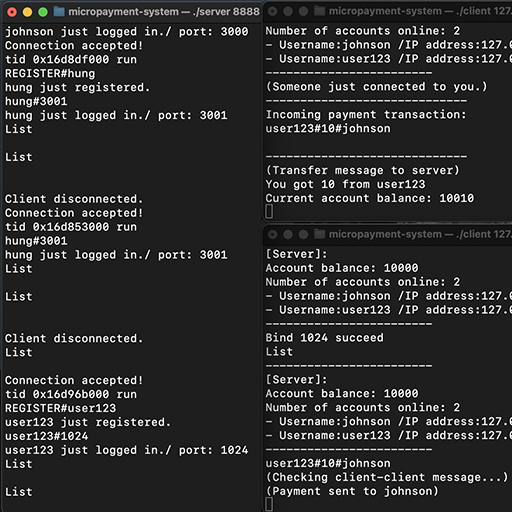 micropayment-system — ./server 8888
johnson just logged in./ port: 3000
Connection accepted!
tid 0x16d8df000 run
REGISTER#hung
hung just registered.
hung#3001
hung just logged in./ port: 3001
List
List
Client disconnected.
Connection accepted!
tid 0x16d853000 run
hung#3001
hung just logged in./ port: 3001
List
List
Client disconnected.
List
Connection accepted!
tid 0x16d96b000 run
REGISTER#user123
user123 just registered.
user123#1024
user123 just logged in./ port: 1024
List
List
micropayment-system — ./client 127.
Number of accounts online: 2
- Username:johnson /IP address:127.0
- Username:user123 /IP address:127.0
------------------------
(Someone just connected to you.)
-----------------------------
Incoming payment transaction:
user123#10#johnson
-----------------------------
(Transfer message to server)
You got 10 from user123
Current account balance: 10010
micropayment-system — ./client 127.
[Server]:
Account balance: 10000
Number of accounts online: 2
- Username:johnson /IP address:127.0
- Username:user123 /IP address:127.0
------------------------
Bind 1024 succeed
List
------------------------
[Server]:
Account balance: 10000
Number of accounts online: 2
- Username:johnson /IP address:127.0
- Username:user123 /IP address:127.0
------------------------
user123#10#johnson
(Checking client-client message...)
(Payment sent to johnson)